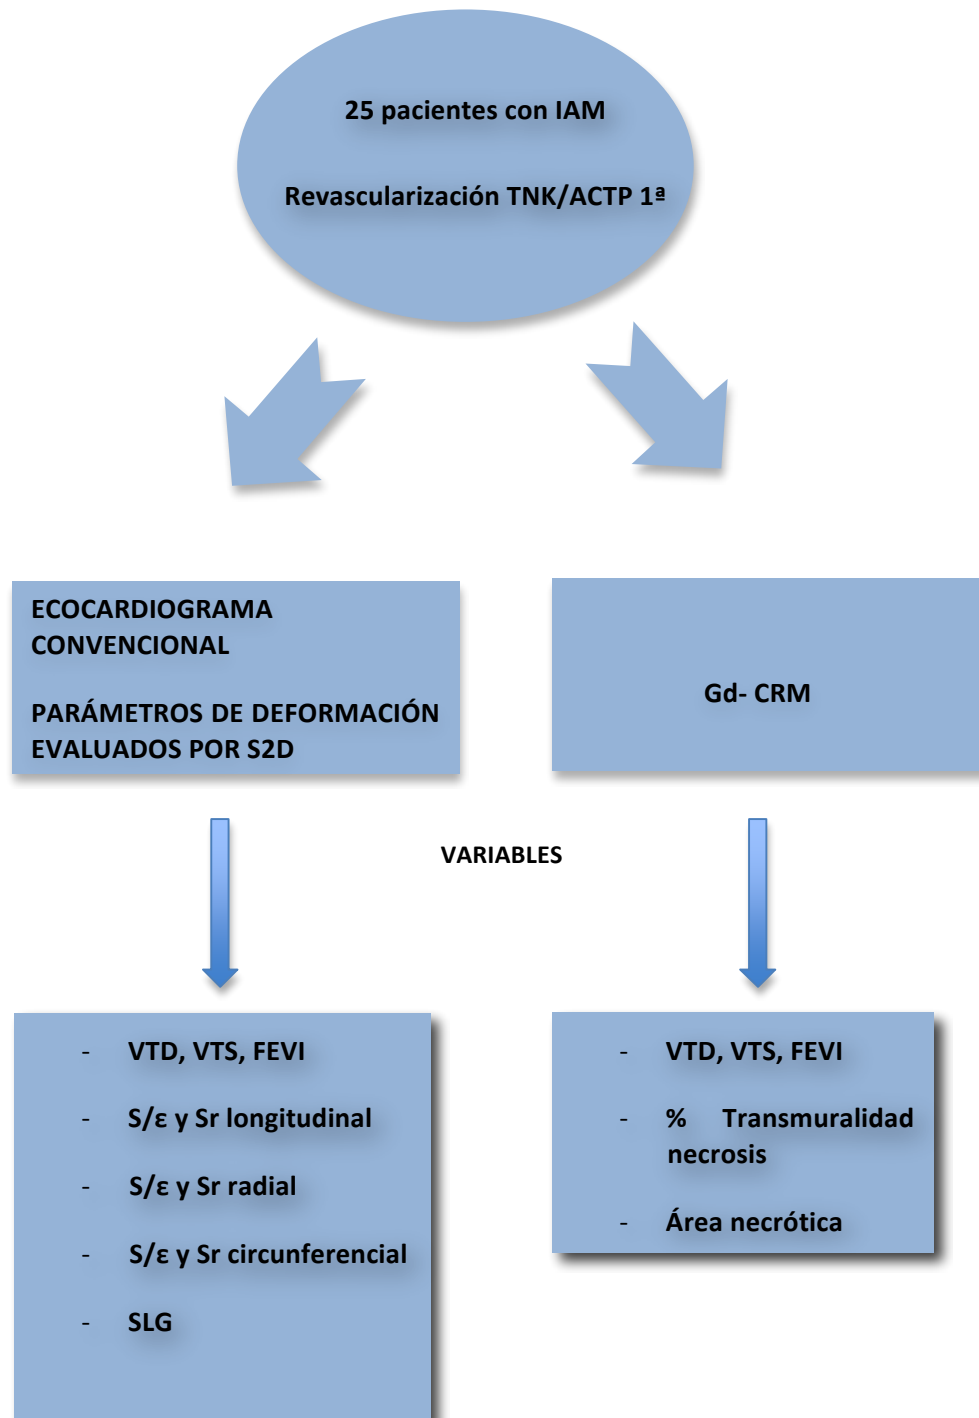 25 pacientes con IAM
Revascularización TNK/ACTP 1ª
ECOCARDIOGRAMA
CONVENCIONAL
PARÁMETROS DE DEFORMACIÓN
EVALUADOS POR S2D
Gd- CRM
VARIABLES
- VTD, VTS, FEVI
- S/ε y Sr longitudinal
- S/ε y Sr radial
- S/ε y Sr circunferencial
- SLG
- VTD, VTS, FEVI
- % Transmuralidad
necrosis
- Área necrótica